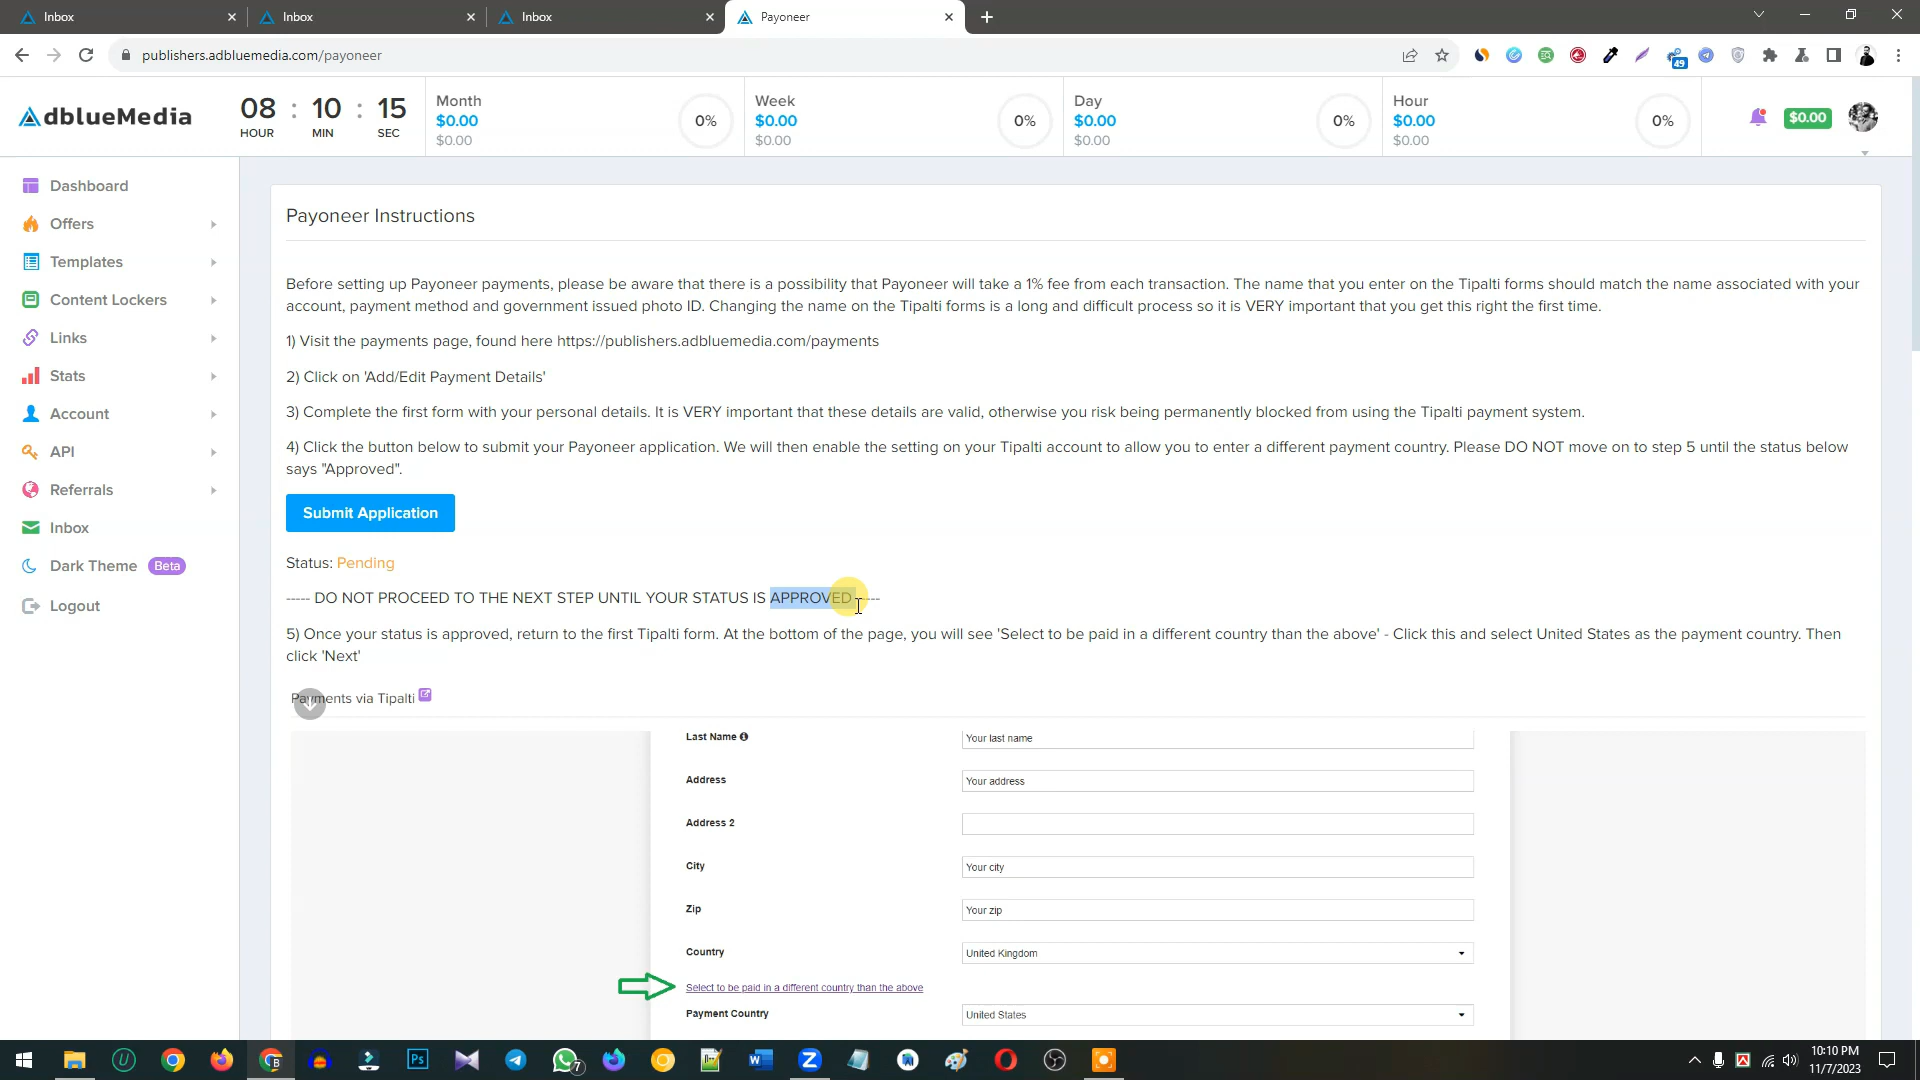 Inbox
Inbox
Inbox
Payoneer
publishers.adbluemedia.com/payoneer
49
dblueMedia
08 : 10 : 15
HOUR MIN SEC
Month
$0.00
$0.00
0%
Week
$0.00
$0.00
0%
Day
$0.00
$0.00
0%
Hour
$0.00
$0.00
0%
$0.00
Dashboard
Offers
Templates
Content Lockers
Links
Stats
Account
API
Referrals
Inbox
Dark Theme Beta
Logout
Payoneer Instructions
Before setting up Payoneer payments, please be aware that there is a possibility that Payoneer will take a 1% fee from each transaction. The name that you enter on the Tipalti forms should match the name associated with your
account, payment method and government issued photo ID. Changing the name on the Tipalti forms is a long and difficult process so it is VERY important that you get this right the first time.
1) Visit the payments page, found here https://publishers.adbluemedia.com/payments
2) Click on 'Add/Edit Payment Details'
3) Complete the first form with your personal details. It is VERY important that these details are valid, otherwise you risk being permanently blocked from using the Tipalti payment system.
4) Click the button below to submit your Payoneer application. We will then enable the setting on your Tipalti account to allow you to enter a different payment country. Please DO NOT move on to step 5 until the status below
says "Approved".
Submit Application
Status: Pending
----- DO NOT PROCEED TO THE NEXT STEP UNTIL YOUR STATUS IS APPROVED -----
5) Once your status is approved, return to the first Tipalti form. At the bottom of the page, you will see 'Select to be paid in a different country than the above' - Click this and select United States as the payment country. Then
click 'Next'
Payments via Tipalti
Last Name Your last name
Address Your address
Address 2
City Your city
Zip Your zip
Country United Kingdom
Select to be paid in a different country than the above
Payment Country United States
U
B
Ps
7
W
Z
10:10 PM
11/7/2023